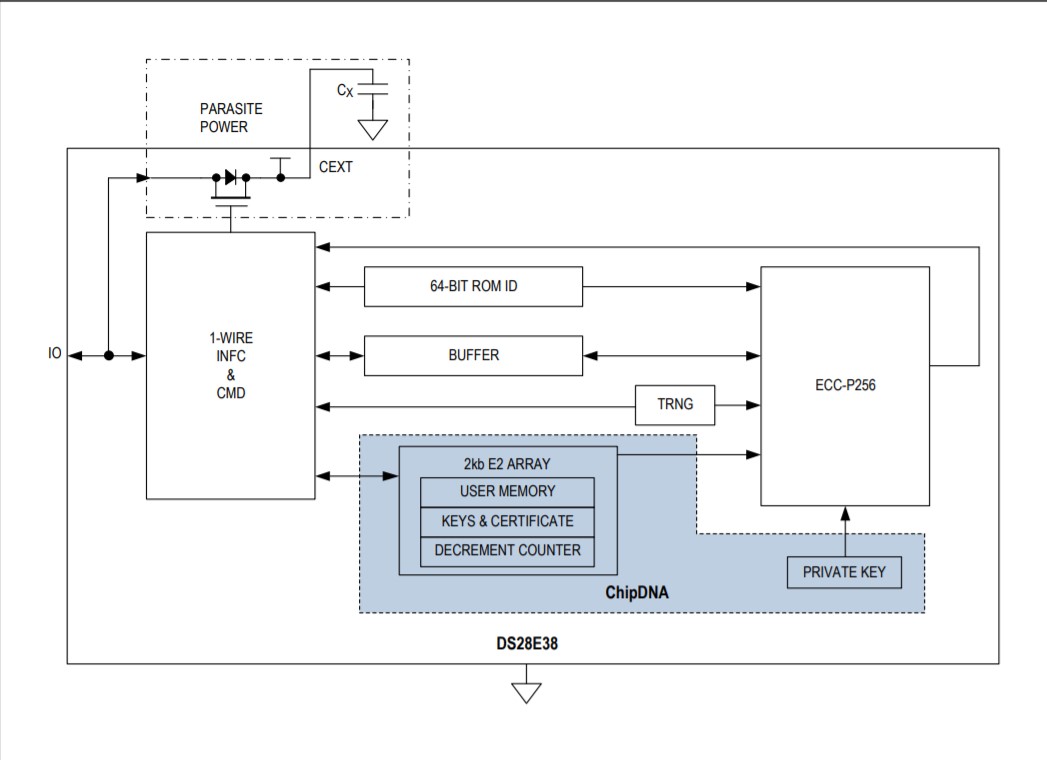 PARASITE
POWER
CX
CEXT
64-BIT ROM ID
1-WIRE
INFC
&
CMD
IO
BUFFER
ECC-P256
TRNG
2kb E2 ARRAY
USER MEMORY
KEYS & CERTIFICATE
DECREMENT COUNTER
PRIVATE KEY
ChipDNA
DS28E38